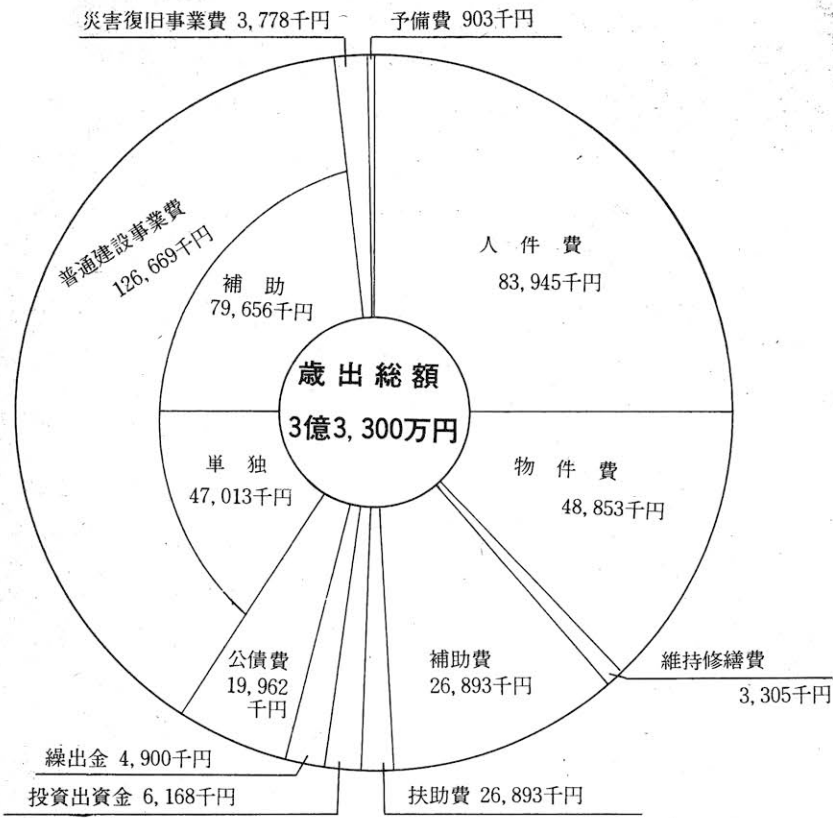 災害復旧事業費 3,778千円
予備費 903千円
人件費
83,945千円
物件費
48,853千円
維持修繕費
3,305千円
補助費
26,893千円
扶助費 26,893千円
投資出資金 6,168千円
繰出金 4,900千円
公債費
19,962
千円
普通建設事業費
126,669千円
補助
79,656千円
単独
47,013千円
歳出総額
3億3,300万円